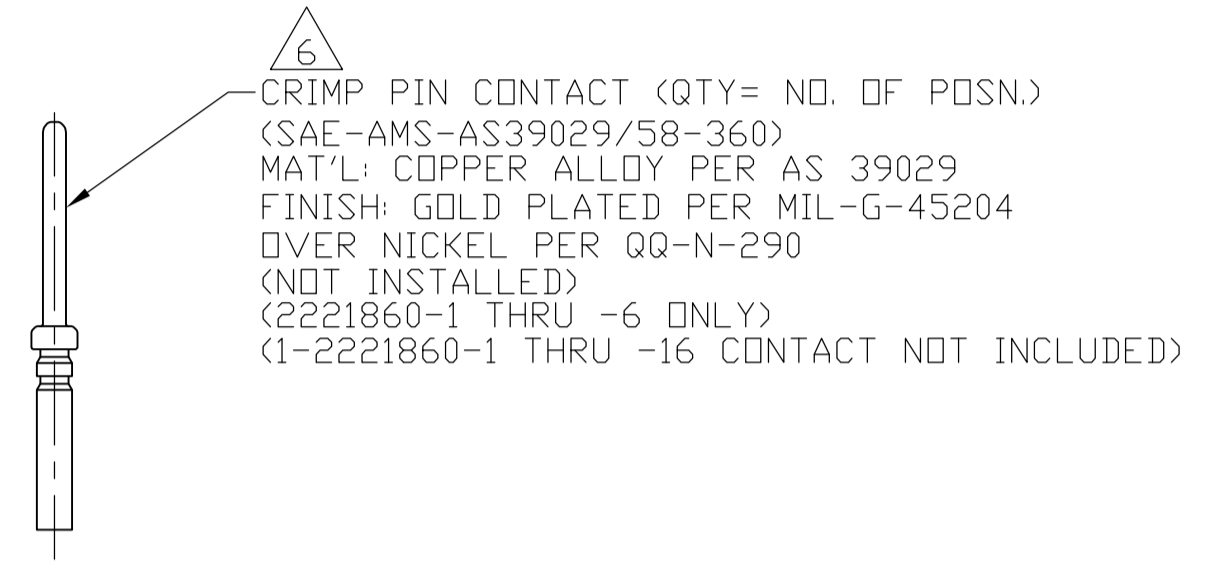 6
CRIMP PIN CONTACT (QTY= NO. OF POSN.)
(SAE-AMS-AS39029/58-360)
MAT'L: COPPER ALLOY PER AS 39029
FINISH: GOLD PLATED PER MIL-G-45204
OVER NICKEL PER QQ-N-290
(NOT INSTALLED)
(2221860-1 THRU -6 ONLY)
(1-2221860-1 THRU -16 CONTACT NOT INCLUDED)